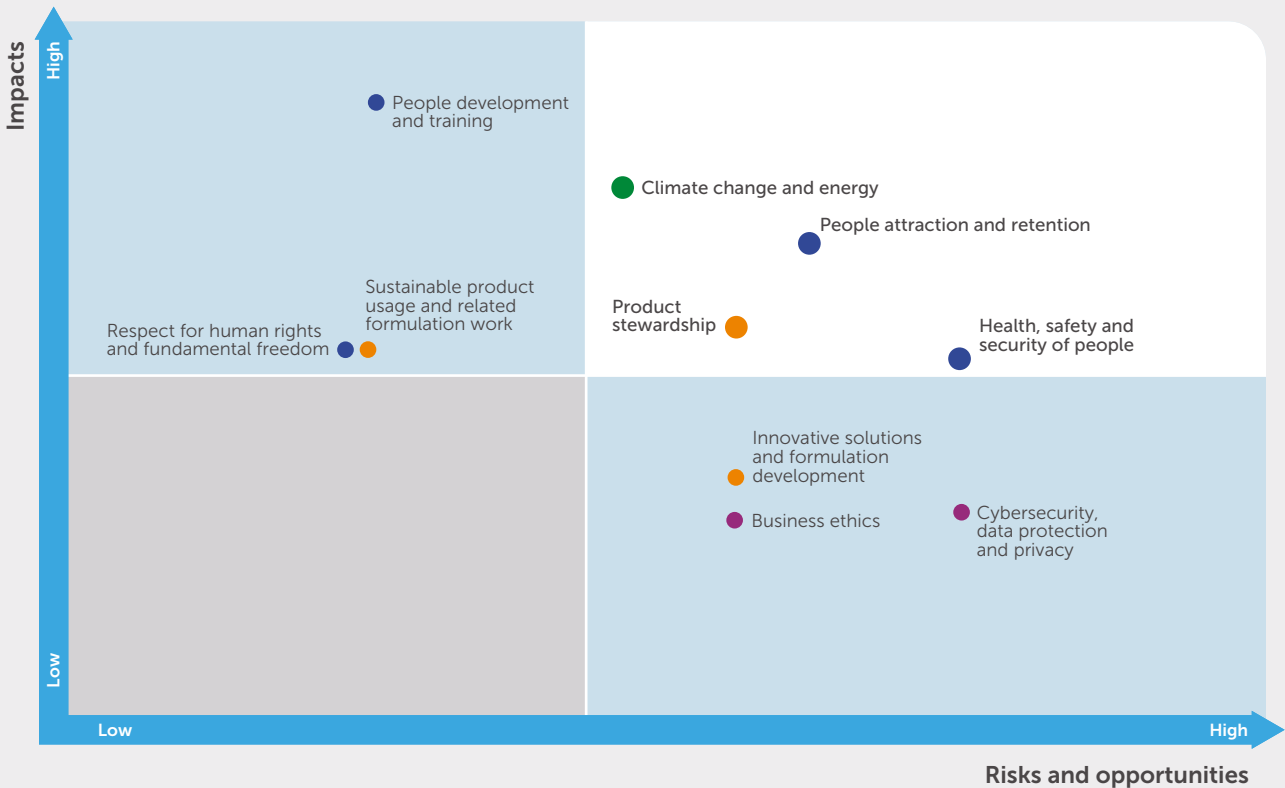 Impacts
High
People development
and training
Climate change and energy
People attraction and retention
Sustainable product
usage and related
formulation work
Respect for human rights
and fundamental freedom
Product
stewardship
Health, safety and
security of people
Innovative solutions
and formulation
development
Business ethics
Cybersecurity,
data protection
and privacy
Low
Low
High
Risks and opportunities